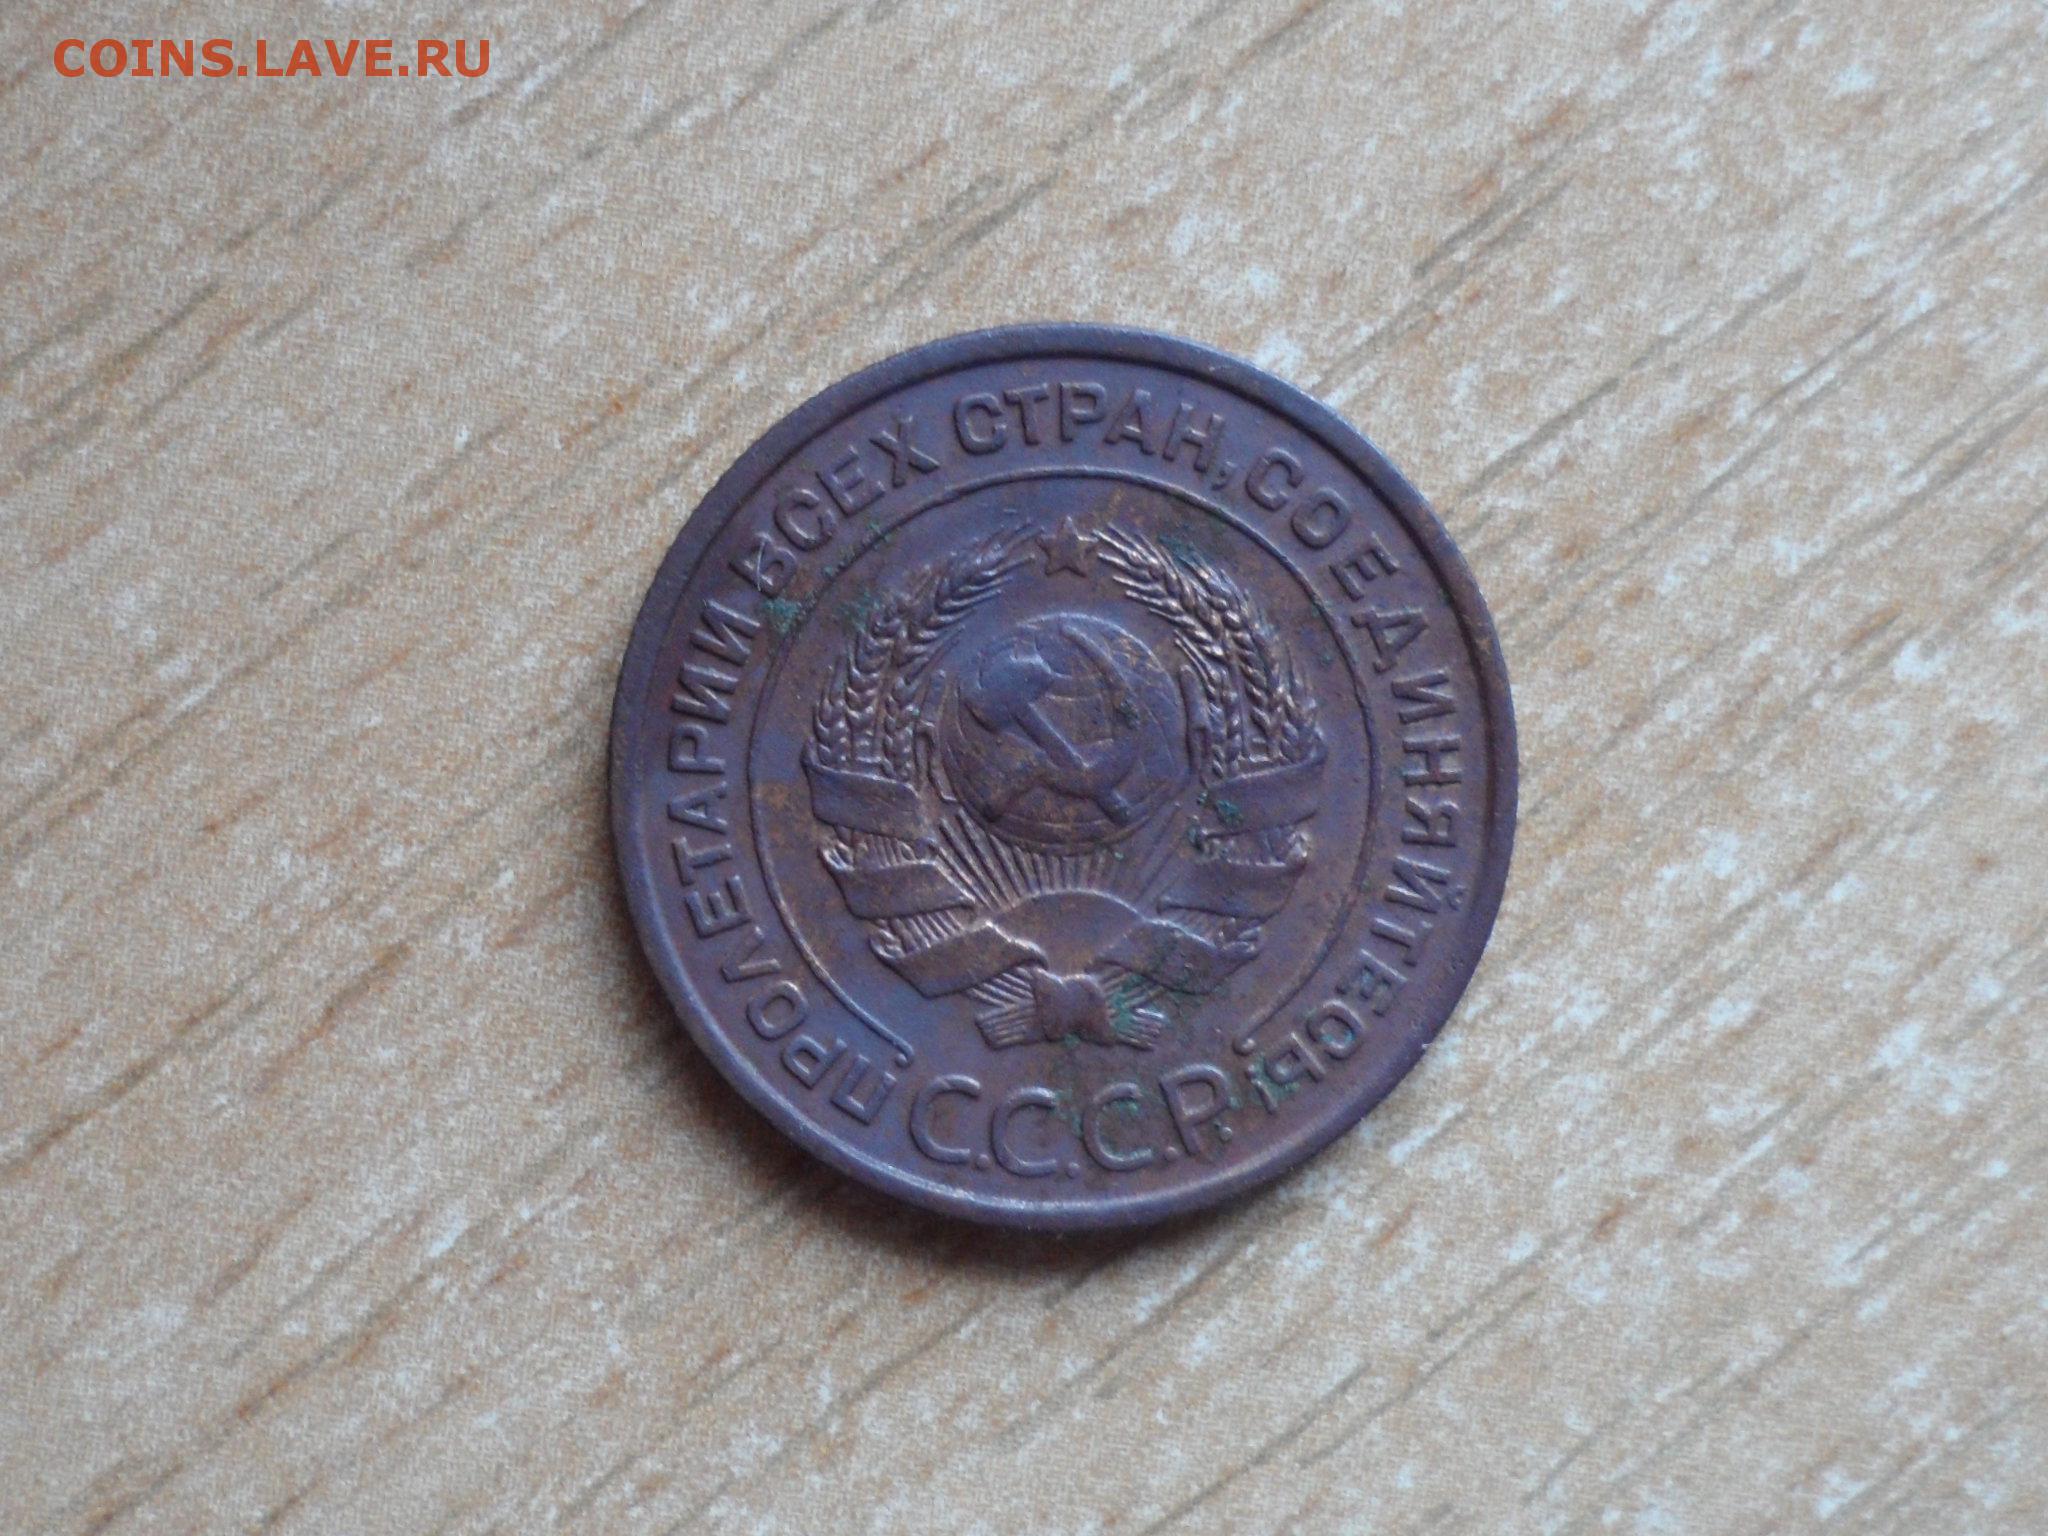 COINS.LAVE.RU
ПРОЛЕТАРИИ ВСЕХ СТРАН, СОЕДИНЯЙТЕСЬ!
С.С.С.Р.